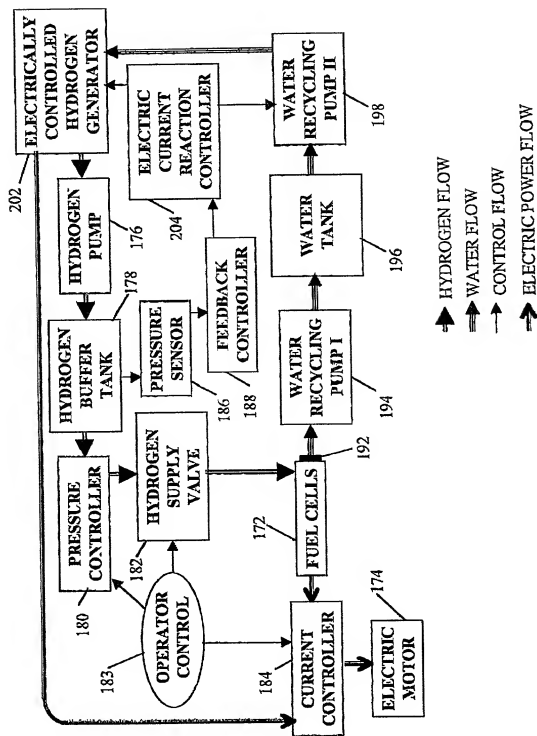 202
ELECTRICALLY
CONTROLLED
HYDROGEN
GENERATOR
HYDROGEN
PUMP
176
178
HYDROGEN
BUFFER
TANK
PRESSURE
CONTROLLER
180
ELECTRIC
CURRENT
REACTION
CONTROLLER
204
PRESSURE
SENSOR
186
FEEDBACK
CONTROLLER
188
HYDROGEN
SUPPLY
VALVE
182
OPERATOR
CONTROL
183
WATER
RECYCLING
PUMP II
198
WATER
TANK
196
WATER
RECYCLING
PUMP I
194
192
FUEL CELLS
172
CURRENT
CONTROLLER
184
ELECTRIC
MOTOR
174
HYDROGEN FLOW
WATER FLOW
CONTROL FLOW
ELECTRIC POWER FLOW